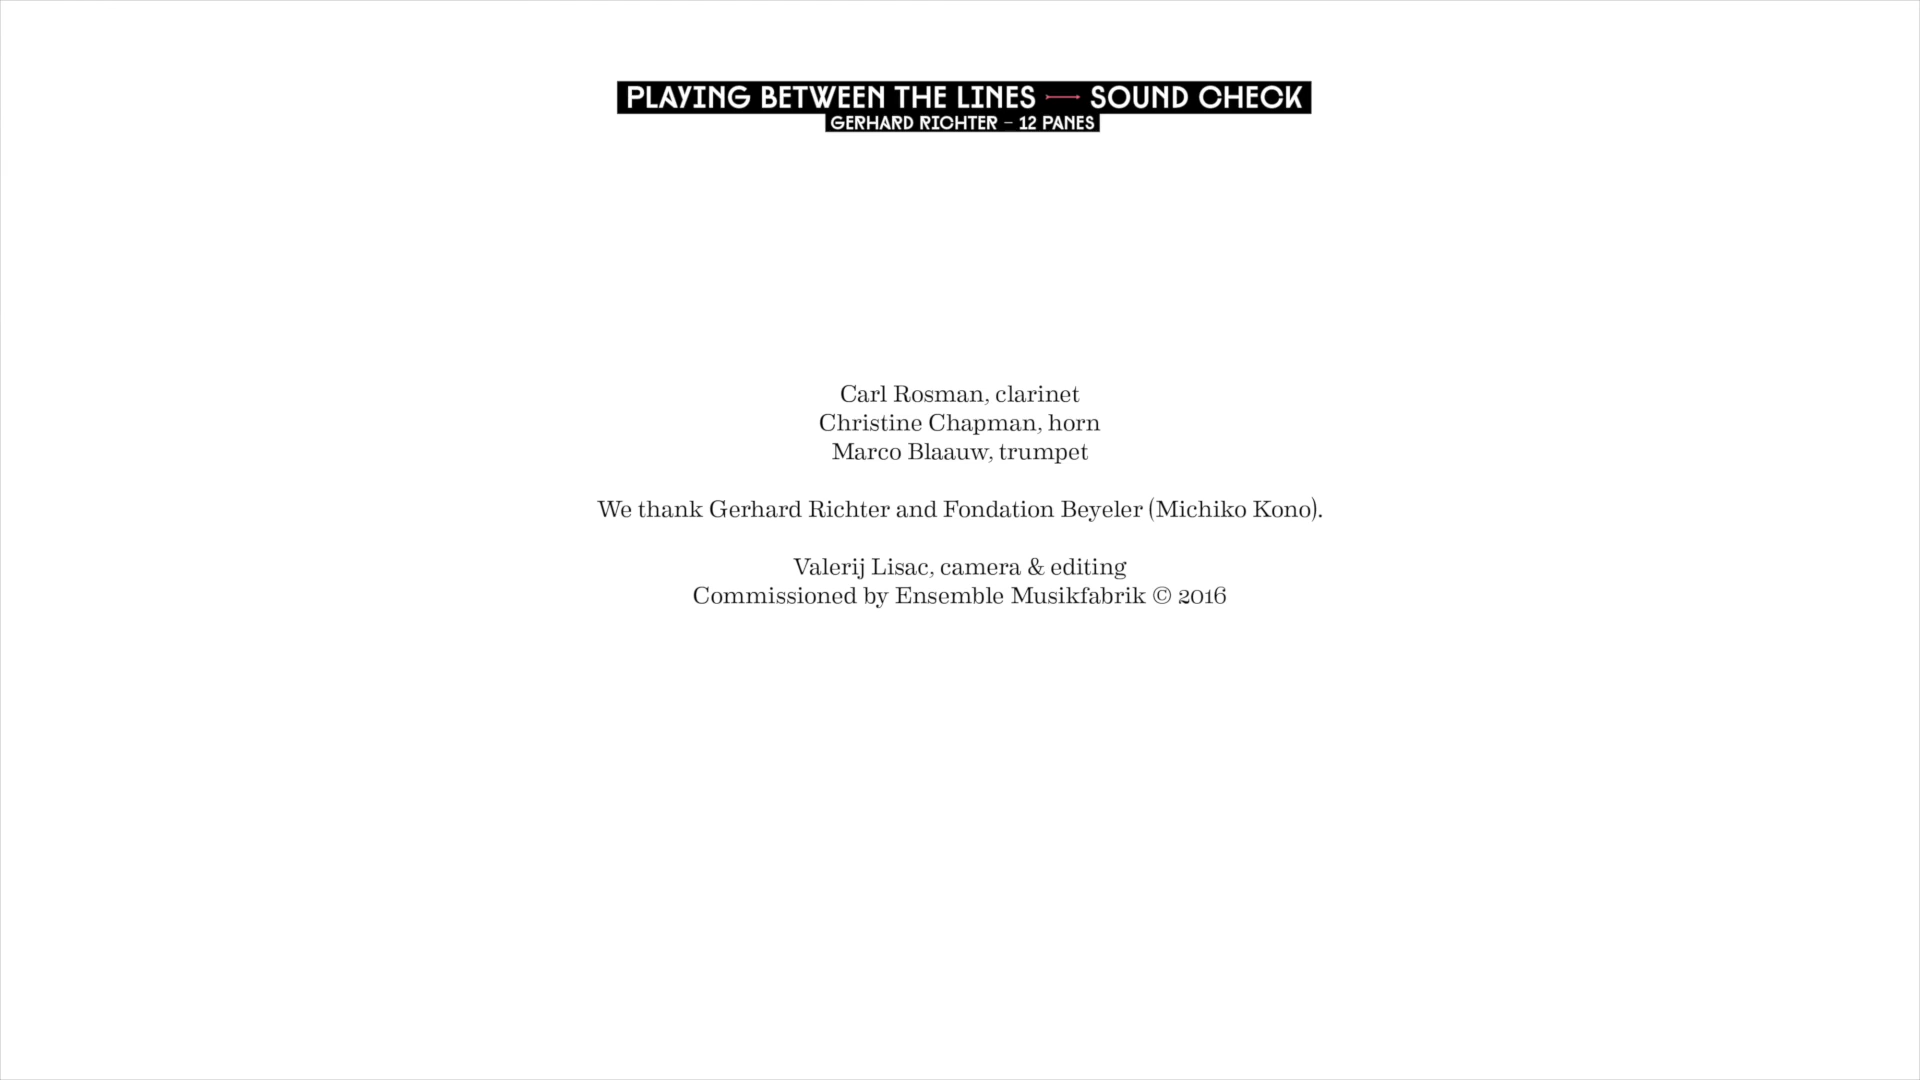 PLAYING BETWEEN THE LINES — SOUND CHECK
GERHARD RICHTER – 12 PANES
Carl Rosman, clarinet
Christine Chapman, horn
Marco Blaauw, trumpet
We thank Gerhard Richter and Fondation Beyeler (Michiko Kono).
Valerij Lisac, camera & editing
Commissioned by Ensemble Musikfabrik © 2016